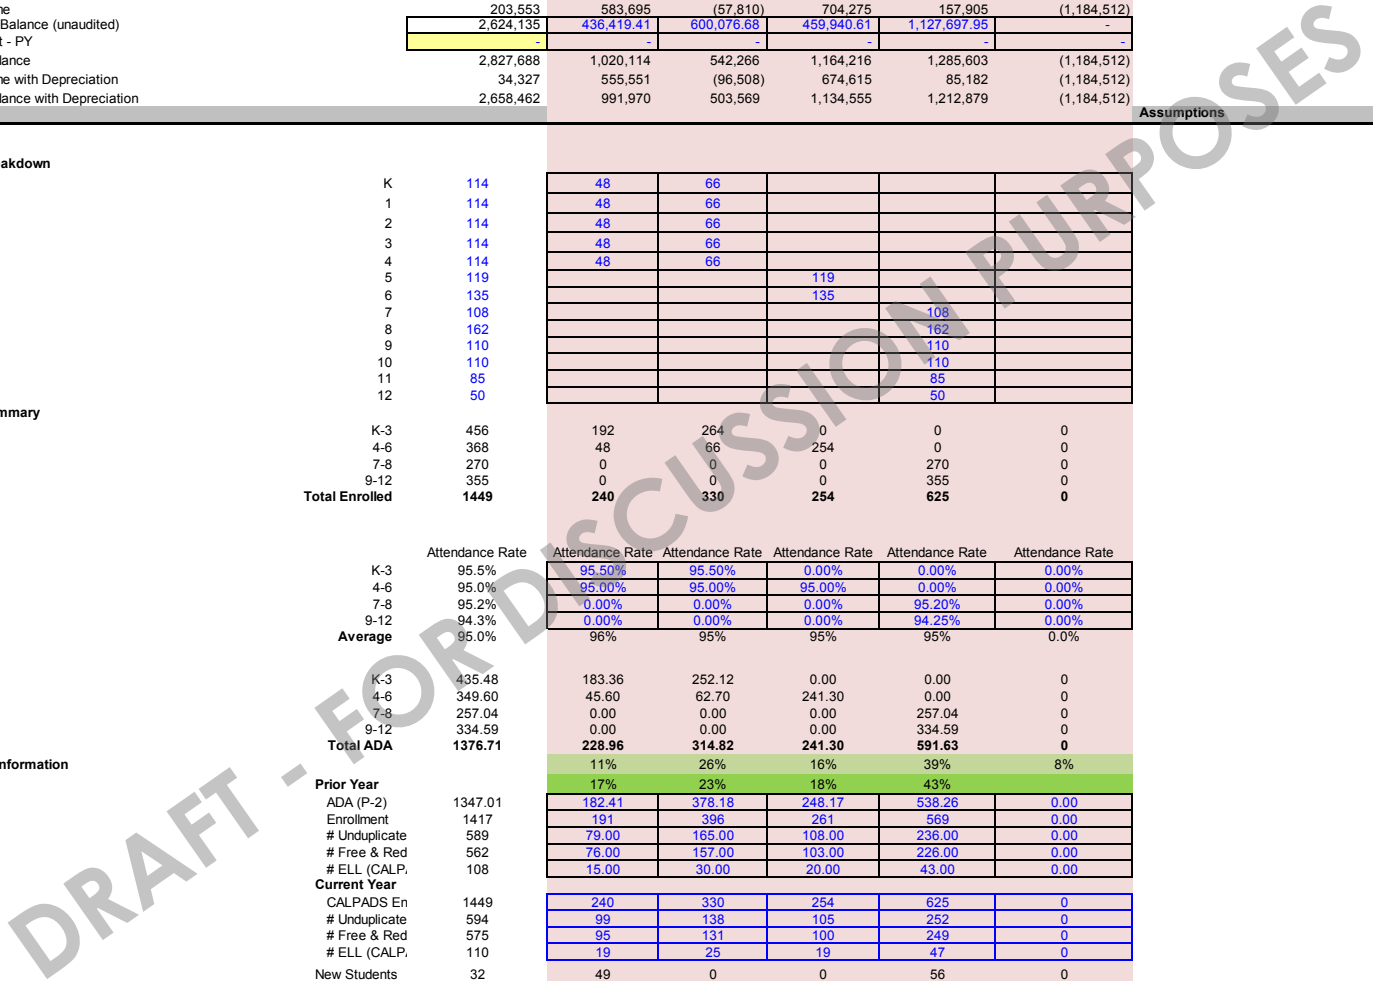 ne 203,553 583,695 (57,810) 704,275 157,905 (1,184,512)
Balance (unaudited) 2,624,135 436,419.41 600,076.68 459,940.61 1,127,697.95 -
t - PY - - - - - -
lance 2,827,688 1,020,114 542,266 1,164,216 1,285,603 (1,184,512)
ne with Depreciation 34,327 555,551 (96,508) 674,615 85,182 (1,184,512)
lance with Depreciation 2,658,462 991,970 503,569 1,134,555 1,212,879 (1,184,512)
Assumptions
akdown
K 114 48 66
1 114 48 66
2 114 48 66
3 114 48 66
4 114 48 66
5 119 119
6 135 135
7 108 108
8 162 162
9 110 110
10 110 110
11 85 85
12 50 50
mmary
K-3 456 192 264 0 0 0
4-6 368 48 66 254 0 0
7-8 270 0 0 0 270 0
9-12 355 0 0 0 355 0
Total Enrolled 1449 240 330 254 625 0
Attendance Rate Attendance Rate Attendance Rate Attendance Rate Attendance Rate Attendance Rate
K-3 95.5% 95.50% 95.50% 0.00% 0.00% 0.00%
4-6 95.0% 95.00% 95.00% 95.00% 0.00% 0.00%
7-8 95.2% 0.00% 0.00% 0.00% 95.20% 0.00%
9-12 94.3% 0.00% 0.00% 0.00% 94.25% 0.00%
Average 95.0% 96% 95% 95% 95% 0.0%
K-3 435.48 183.36 252.12 0.00 0.00 0
4-6 349.60 45.60 62.70 241.30 0.00 0
7-8 257.04 0.00 0.00 0.00 257.04 0
9-12 334.59 0.00 0.00 0.00 334.59 0
Total ADA 1376.71 228.96 314.82 241.30 591.63 0
nformation 11% 26% 16% 39% 8%
Prior Year 17% 23% 18% 43%
ADA (P-2) 1347.01 182.41 378.18 248.17 538.26 0.00
Enrollment 1417 191 396 261 569 0.00
# Unduplicate 589 79.00 165.00 108.00 236.00 0.00
# Free & Red 562 76.00 157.00 103.00 226.00 0.00
# ELL (CALP/ 108 15.00 30.00 20.00 43.00 0.00
Current Year
CALPADS En 1449 240 330 254 625 0
# Unduplicate 594 99 138 105 252 0
# Free & Red 575 95 131 100 249 0
# ELL (CALP/ 110 19 25 19 47 0
New Students 32 49 0 0 56 0
DRAFT - FOR DISCUSSION PURPOSES